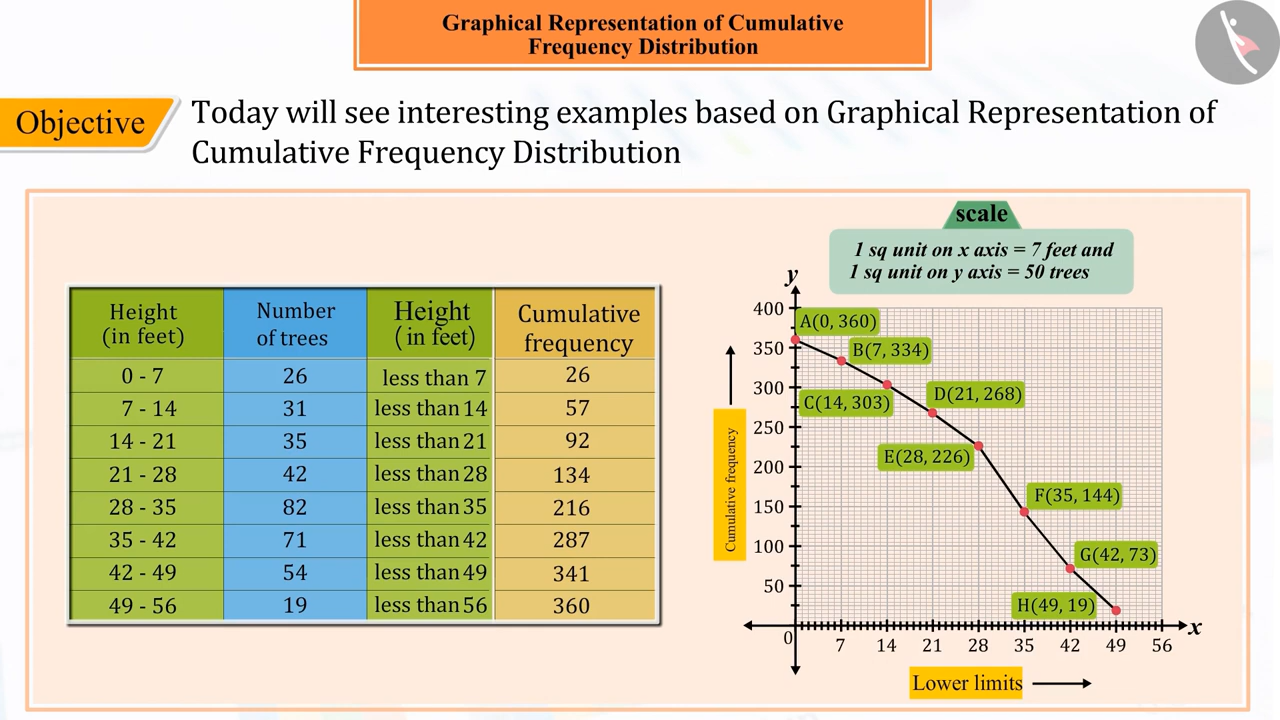 Graphical Representation of Cumulative
Frequency Distribution
Objective
Today will see interesting examples based on Graphical Representation of
Cumulative Frequency Distribution
scale
1 sq unit on x axis = 7 feet and
1 sq unit on y axis = 50 trees
Height
(in feet)
Number
of trees
Height
(in feet)
Cumulative
frequency
0 - 7 26 less than 7 26
7 - 14 31 less than 14 57
14 - 21 35 less than 21 92
21 - 28 42 less than 28 134
28 - 35 82 less than 35 216
35 - 42 71 less than 42 287
42 - 49 54 less than 49 341
49 - 56 19 less than 56 360
y
400
350
300
250
200
150
100
50
0
Cumulative frequency
A(0, 360)
B(7, 334)
C(14, 303)
D(21, 268)
E(28, 226)
F(35, 144)
G(42, 73)
H(49, 19)
7 14 21 28 35 42 49 56
x
Lower limits